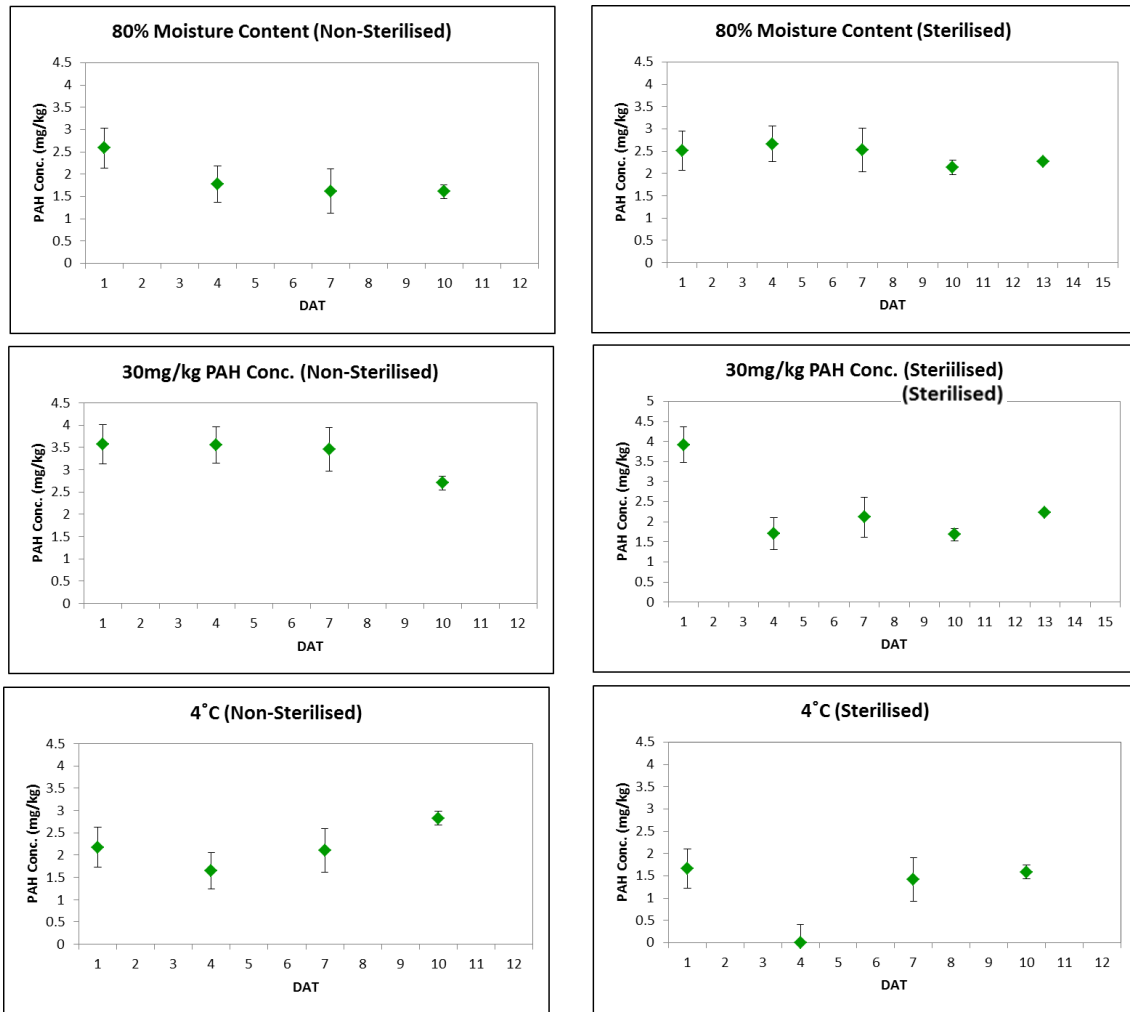 80% Moisture Content (Non-Sterilised)
4.5
4
3.5
3
2.5
2
1.5
1
0.5
0
PAH Conc. (mg/kg)
1 2 4 5 7 8 10 11 12
DAT
80% Moisture Content (Sterilised)
4.5
4
3.5
3
2.5
2
1.5
1
0.5
0
PAH Conc. (mg/kg)
1 2 3 4 5 6 7 8 9 10 11 12 13 14 15
DAT
30mg/kg PAH Conc. (Non-Sterilised)
4.5
4
3.5
3
2.5
2
1.5
1
0.5
0
PAH Conc. (mg/kg)
1 2 3 4 5 6 7 8 9 10 11 12
DAT
30mg/kg PAH Conc. (Steriilised)
(Sterilised)
5
4.5
4
3.5
3
2.5
2
1.5
1
0.5
0
PAH Conc. (mg/kg)
1 2 3 4 5 6 7 8 9 10 11 12 13 14 15
DAT
4˚C (Non-Sterilised)
4.5
4
3.5
3
2.5
2
1.5
1
0.5
0
PAH Conc. (mg/kg)
1 2 3 4 5 6 7 8 9 10 11 12
DAT
4˚C (Sterilised)
4.5
4
3.5
3
2.5
2
1.5
1
0.5
0
PAH Conc. (mg/kg)
1 2 3 4 5 6 7 8 9 10 11 12
DAT